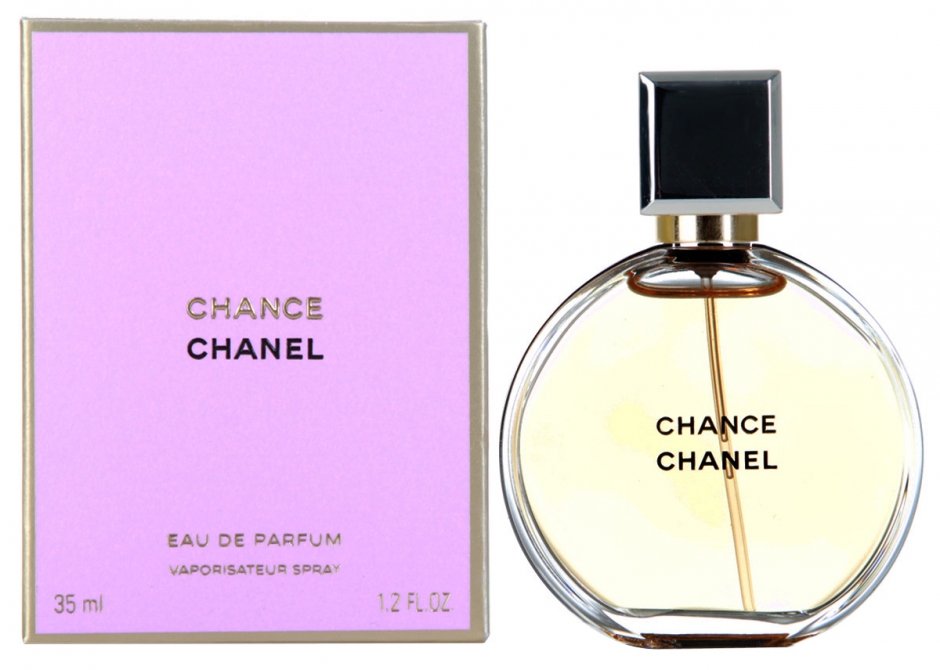 CHANCE
CHANEL
EAU DE PARFUM
VAPORISATEUR SPRAY
35 ml 1.2 FL.OZ.
CHANCE
CHANEL